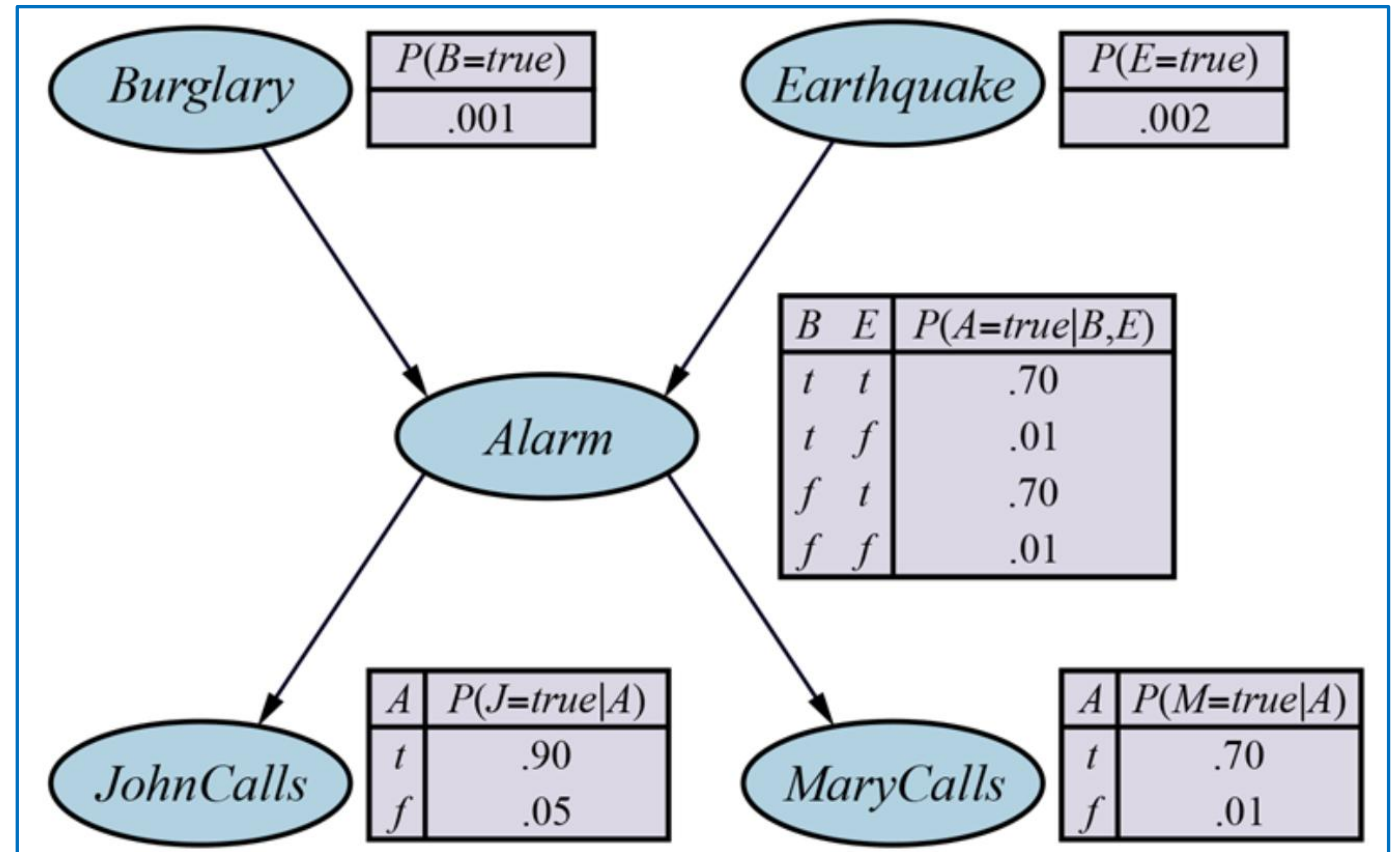 Burglary
P(B=true)
.001
Earthquake
P(E=true)
.002
B E P(A=true|B,E)
t t .70
t f .01
f t .70
f f .01
Alarm
JohnCalls
A P(J=true|A)
t .90
f .05
MaryCalls
A P(M=true|A)
t .70
f .01